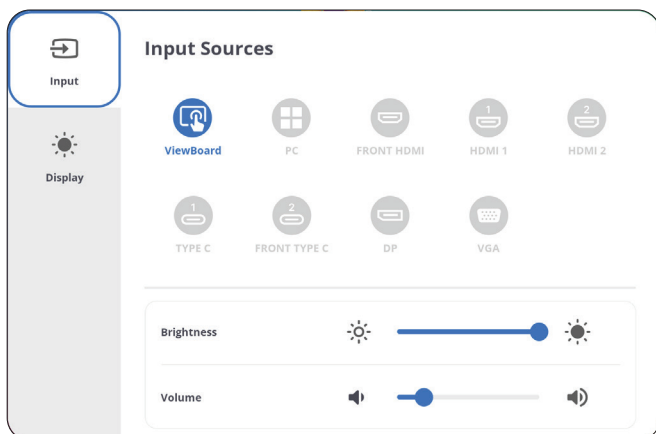 Input
Input Sources
ViewBoard
PC
FRONT HDMI
1
HDMI 1
2
HDMI 2
Display
1
TYPE C
2
FRONT TYPE C
DP
VGA
Brightness
Volume